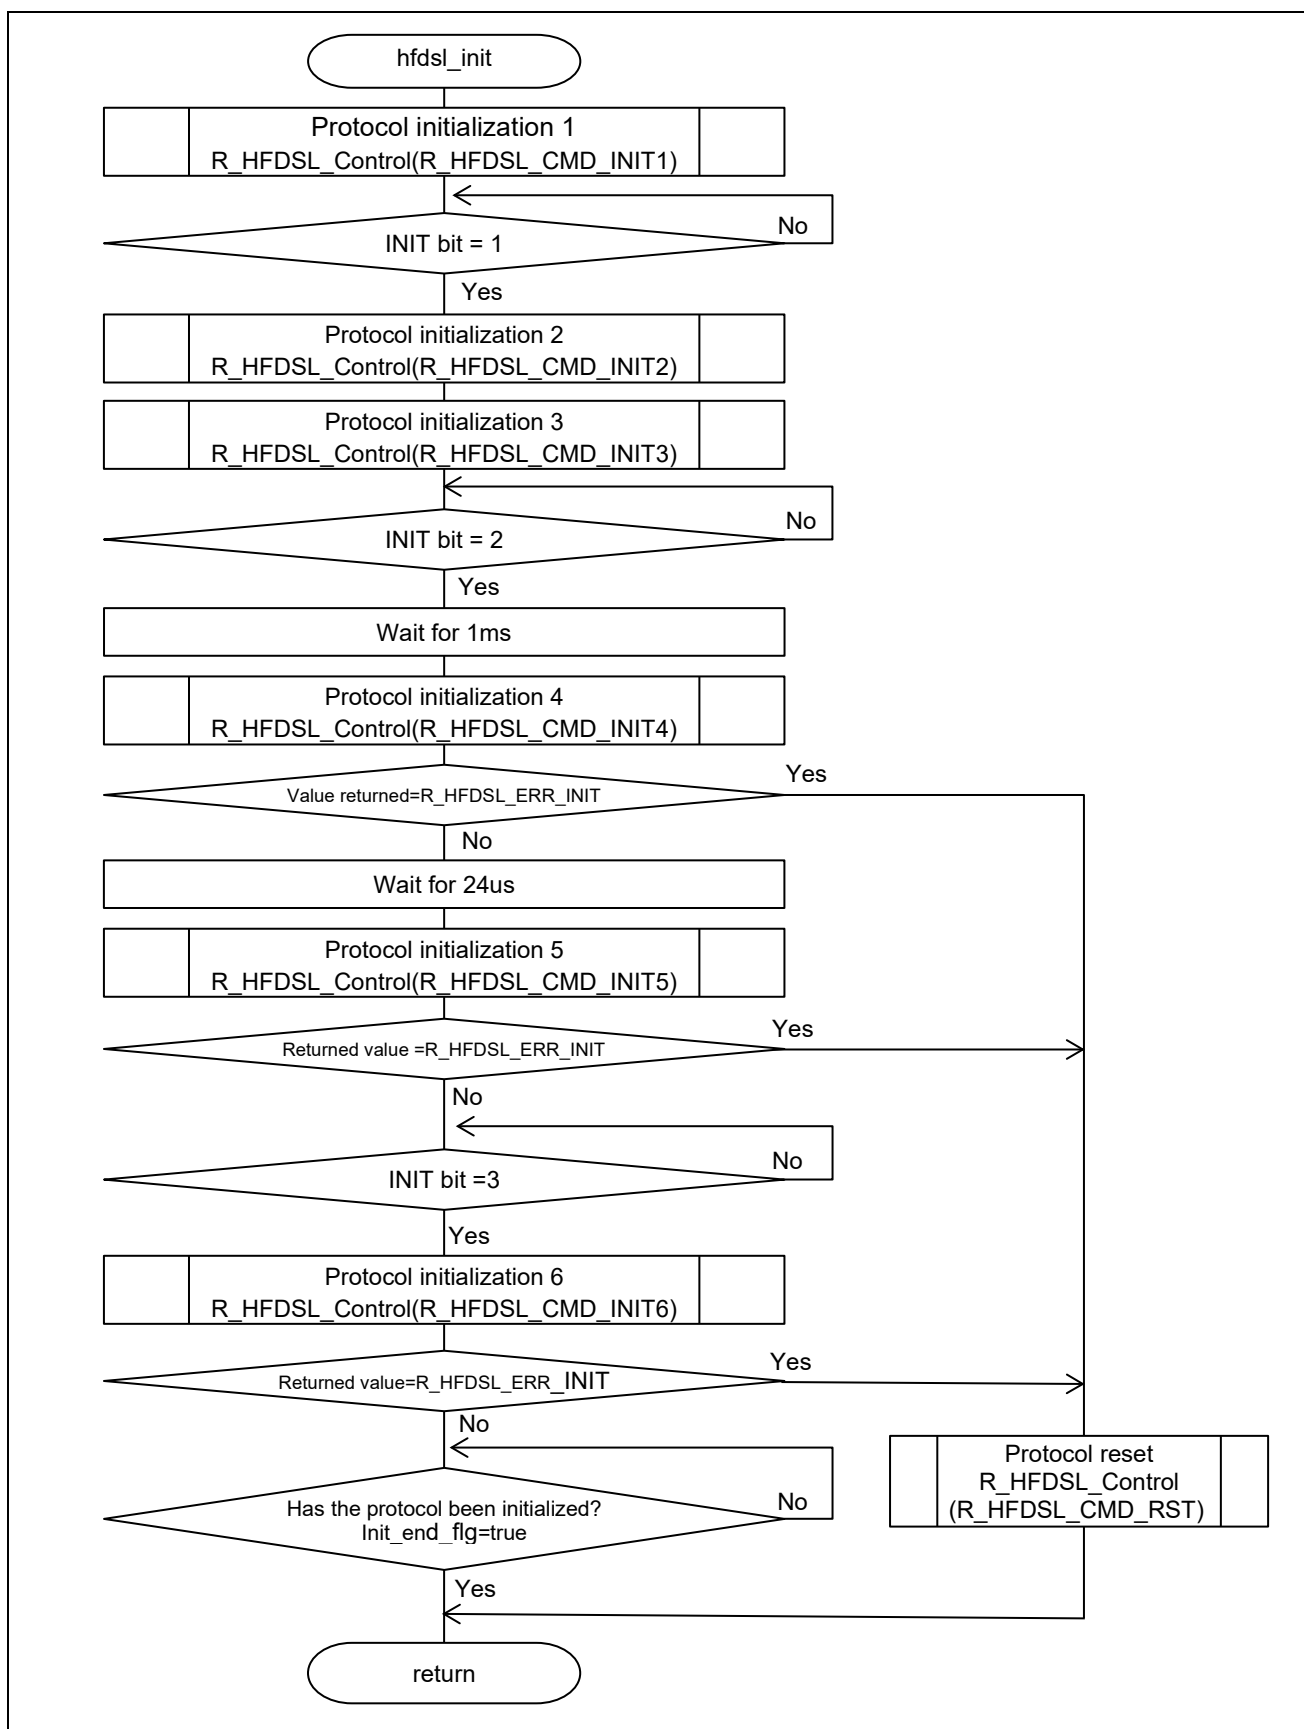 hfdsl_init
Protocol initialization 1
R_HFDSL_Control(R_HFDSL_CMD_INIT1)
No
INIT bit = 1
Yes
Protocol initialization 2
R_HFDSL_Control(R_HFDSL_CMD_INIT2)
Protocol initialization 3
R_HFDSL_Control(R_HFDSL_CMD_INIT3)
No
INIT bit = 2
Yes
Wait for 1ms
Protocol initialization 4
R_HFDSL_Control(R_HFDSL_CMD_INIT4)
Yes
Value returned=R_HFDSL_ERR_INIT
No
Wait for 24us
Protocol initialization 5
R_HFDSL_Control(R_HFDSL_CMD_INIT5)
Yes
Returned value =R_HFDSL_ERR_INIT
No
No
INIT bit =3
Yes
Protocol initialization 6
R_HFDSL_Control(R_HFDSL_CMD_INIT6)
Yes
Returned value=R_HFDSL_ERR_INIT
No
Protocol reset
R_HFDSL_Control
(R_HFDSL_CMD_RST)
No
Has the protocol been initialized?
Init_end_flg=true
Yes
return